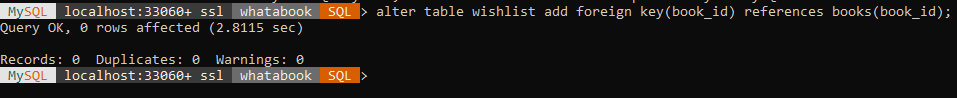 MySQL localhost:33060+ ssl whatabook SQL > alter table wishlist add foreign key(book_id) references books(book_id);
Query OK, 0 rows affected (2.8115 sec)
Records: 0 Duplicates: 0 Warnings: 0
MySQL localhost:33060+ ssl whatabook SQL >